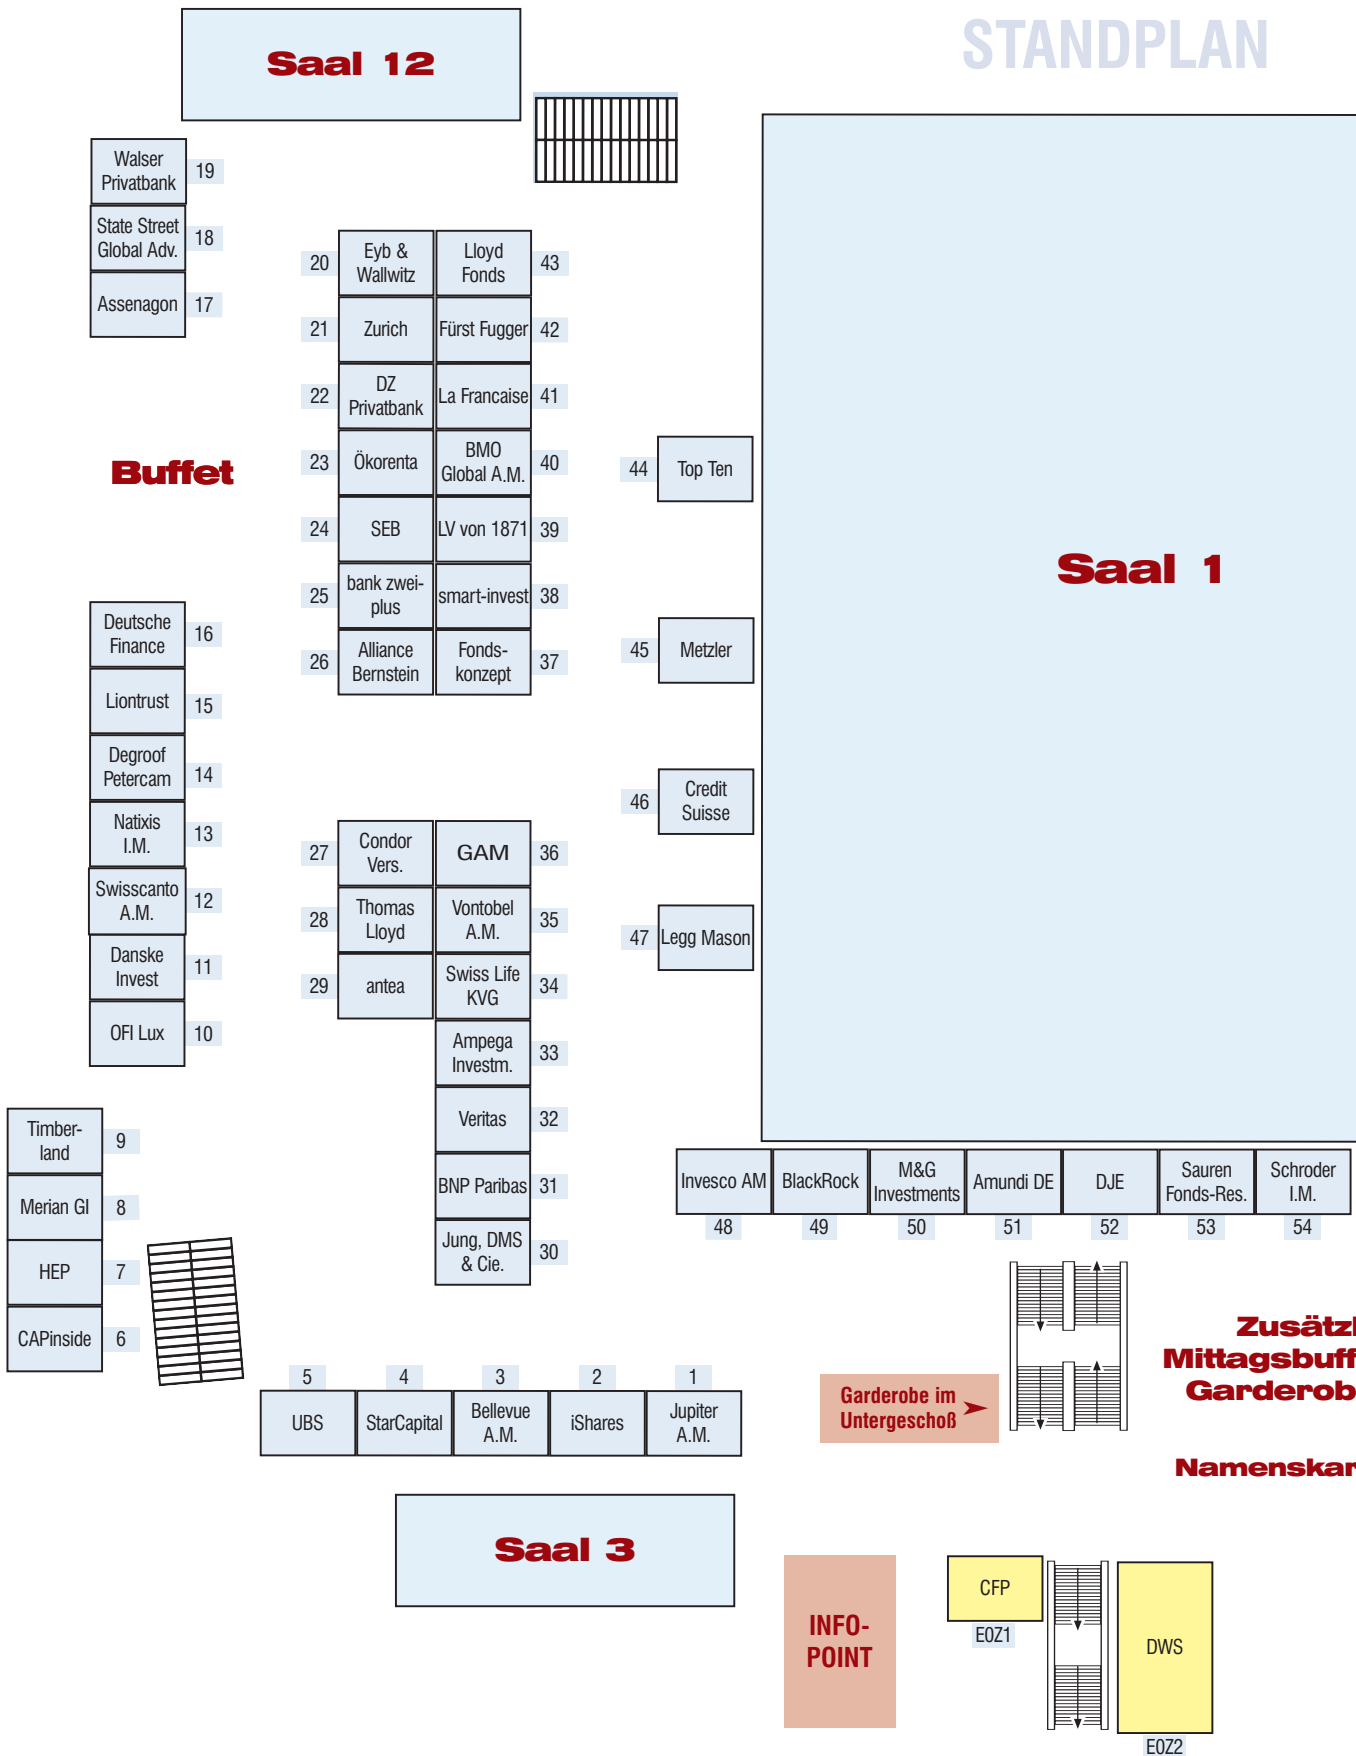 STANDPLAN
Saal 12
Walser
Privatbank
19
State Street
Global Adv.
18
Assenagon
17
Buffet
20
Eyb &
Wallwitz
Lloyd
Fonds
43
21
Zurich
Fürst Fugger
42
22
DZ
Privatbank
La Francaise
41
23
Ökorenta
BMO
Global A.M.
40
24
SEB
LV von 1871
39
25
bank zwei-
plus
smart-invest
38
26
Alliance
Bernstein
Fonds-
konzept
37
44
Top Ten
45
Metzler
46
Credit
Suisse
47
Legg Mason
Saal 1
Deutsche
Finance
16
Liontrust
15
Degroof
Petercam
14
Natixis
I.M.
13
Swisscanto
A.M.
12
Danske
Invest
11
OFI Lux
10
27
Condor
Vers.
GAM
36
28
Thomas
Lloyd
Vontobel
A.M.
35
29
antea
Swiss Life
KVG
34
Ampega
Investm.
33
Veritas
32
BNP Paribas
31
Jung, DMS
& Cie.
30
Timber-
land
9
Merian GI
8
HEP
7
CAPinside
6
Invesco AM
BlackRock
M&G
Investments
Amundi DE
DJE
Sauren
Fonds-Res.
Schroder
I.M.
48
49
50
51
52
53
54
5
4
3
2
1
UBS
StarCapital
Bellevue
A.M.
iShares
Jupiter
A.M.
Garderobe im
Untergeschoß
Zusätzl
Mittagsbuff
Garderob
Namenskar
Saal 3
INFO-
POINT
CFP
E0Z1
DWS
E0Z2